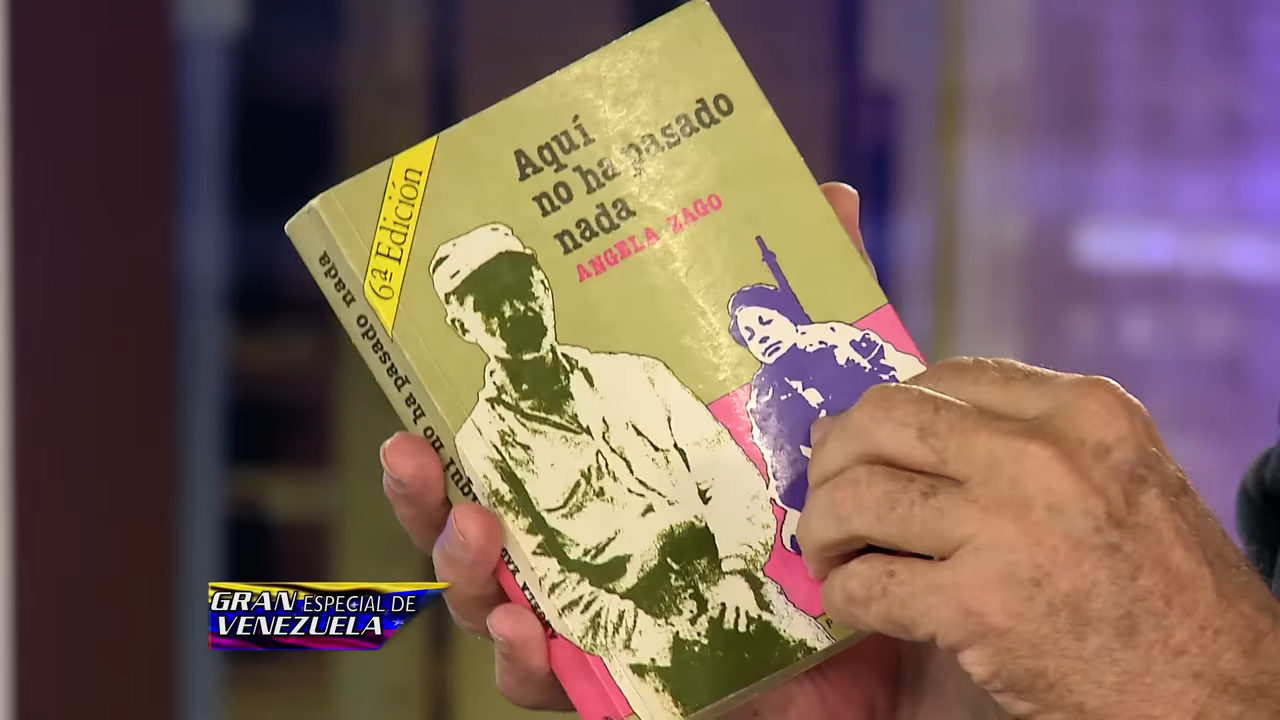 Aquí
no ha pasado
nada
ANGELA ZAGO
6ª Edición
Aquí no ha pasado nada
GRAN ESPECIAL DE
VENEZUELA